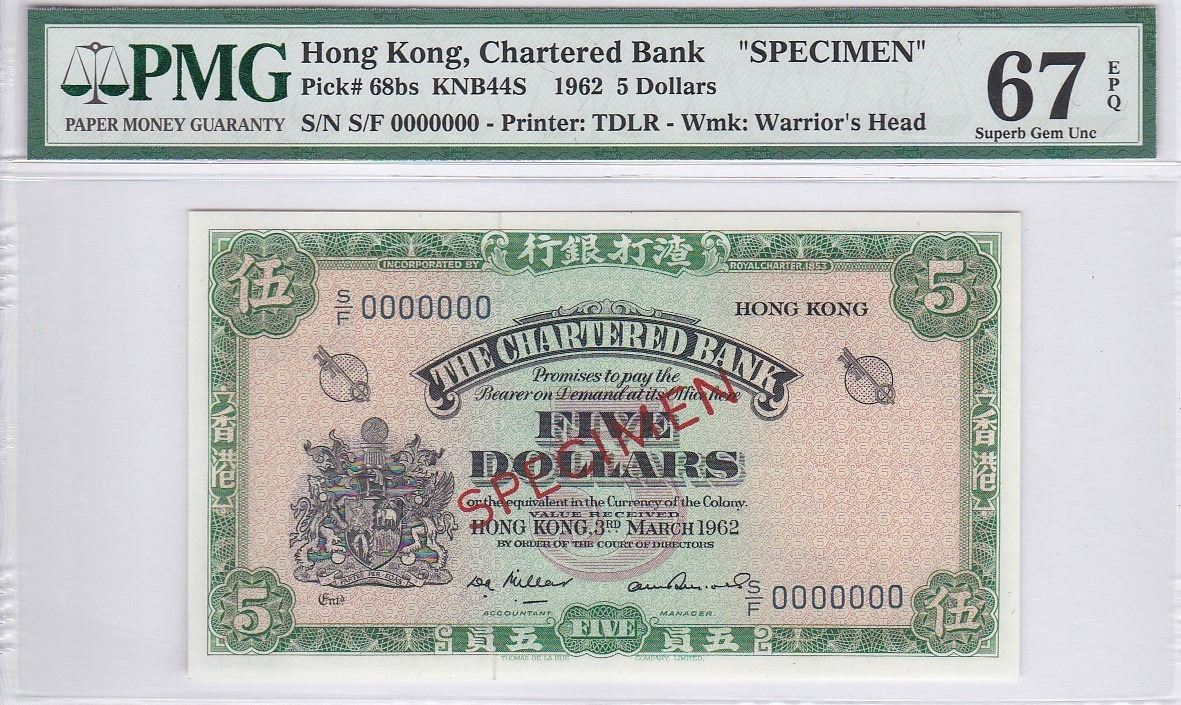 PMG
PAPER MONEY GUARANTY
Hong Kong, Chartered Bank "SPECIMEN"
Pick# 68bs KNB44S 1962 5 Dollars
S/N S/F 0000000 - Printer: TDLR - Wmk: Warrior's Head
67 EPQ
Superb Gem Unc
行銀打渣
INCORPORATED BY ROYAL CHARTER, 1853
伍 5
S/F 0000000 HONG KONG
THE CHARTERED BANK
Promises to pay the
Bearer on Demand at its Office here
FIVE
DOLLARS
SPECIMEN
or the equivalent in the Currency of the Colony.
VALUE RECEIVED
HONG KONG, 3RD MARCH 1962
BY ORDER OF THE COURT OF DIRECTORS
香港 香港
ACCOUNTANT. MANAGER.
S/F 0000000
5 伍
員五 FIVE 員五
THOMAS DE LA RUE COMPANY, LIMITED.